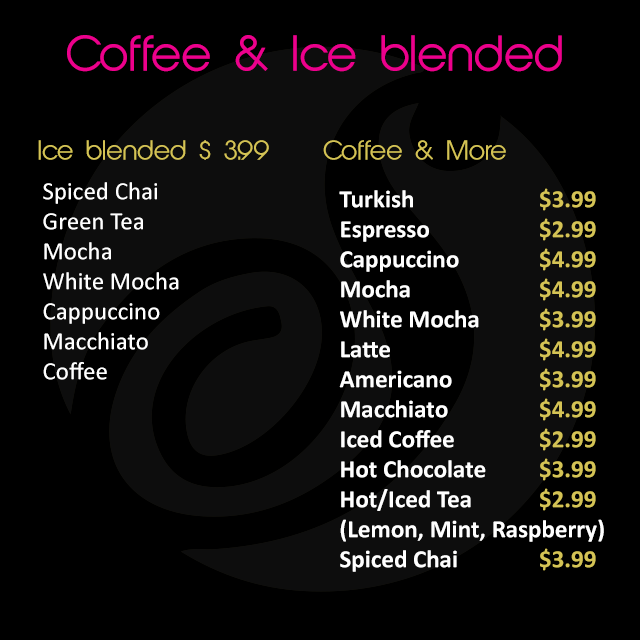 Coffee & Ice blended
Ice blended $ 3.99
Spiced Chai
Green Tea
Mocha
White Mocha
Cappuccino
Macchiato
Coffee
Coffee & More
Turkish $3.99
Espresso $2.99
Cappuccino $4.99
Mocha $4.99
White Mocha $3.99
Latte $4.99
Americano $3.99
Macchiato $4.99
Iced Coffee $2.99
Hot Chocolate $3.99
Hot/Iced Tea $2.99
(Lemon, Mint, Raspberry)
Spiced Chai $3.99